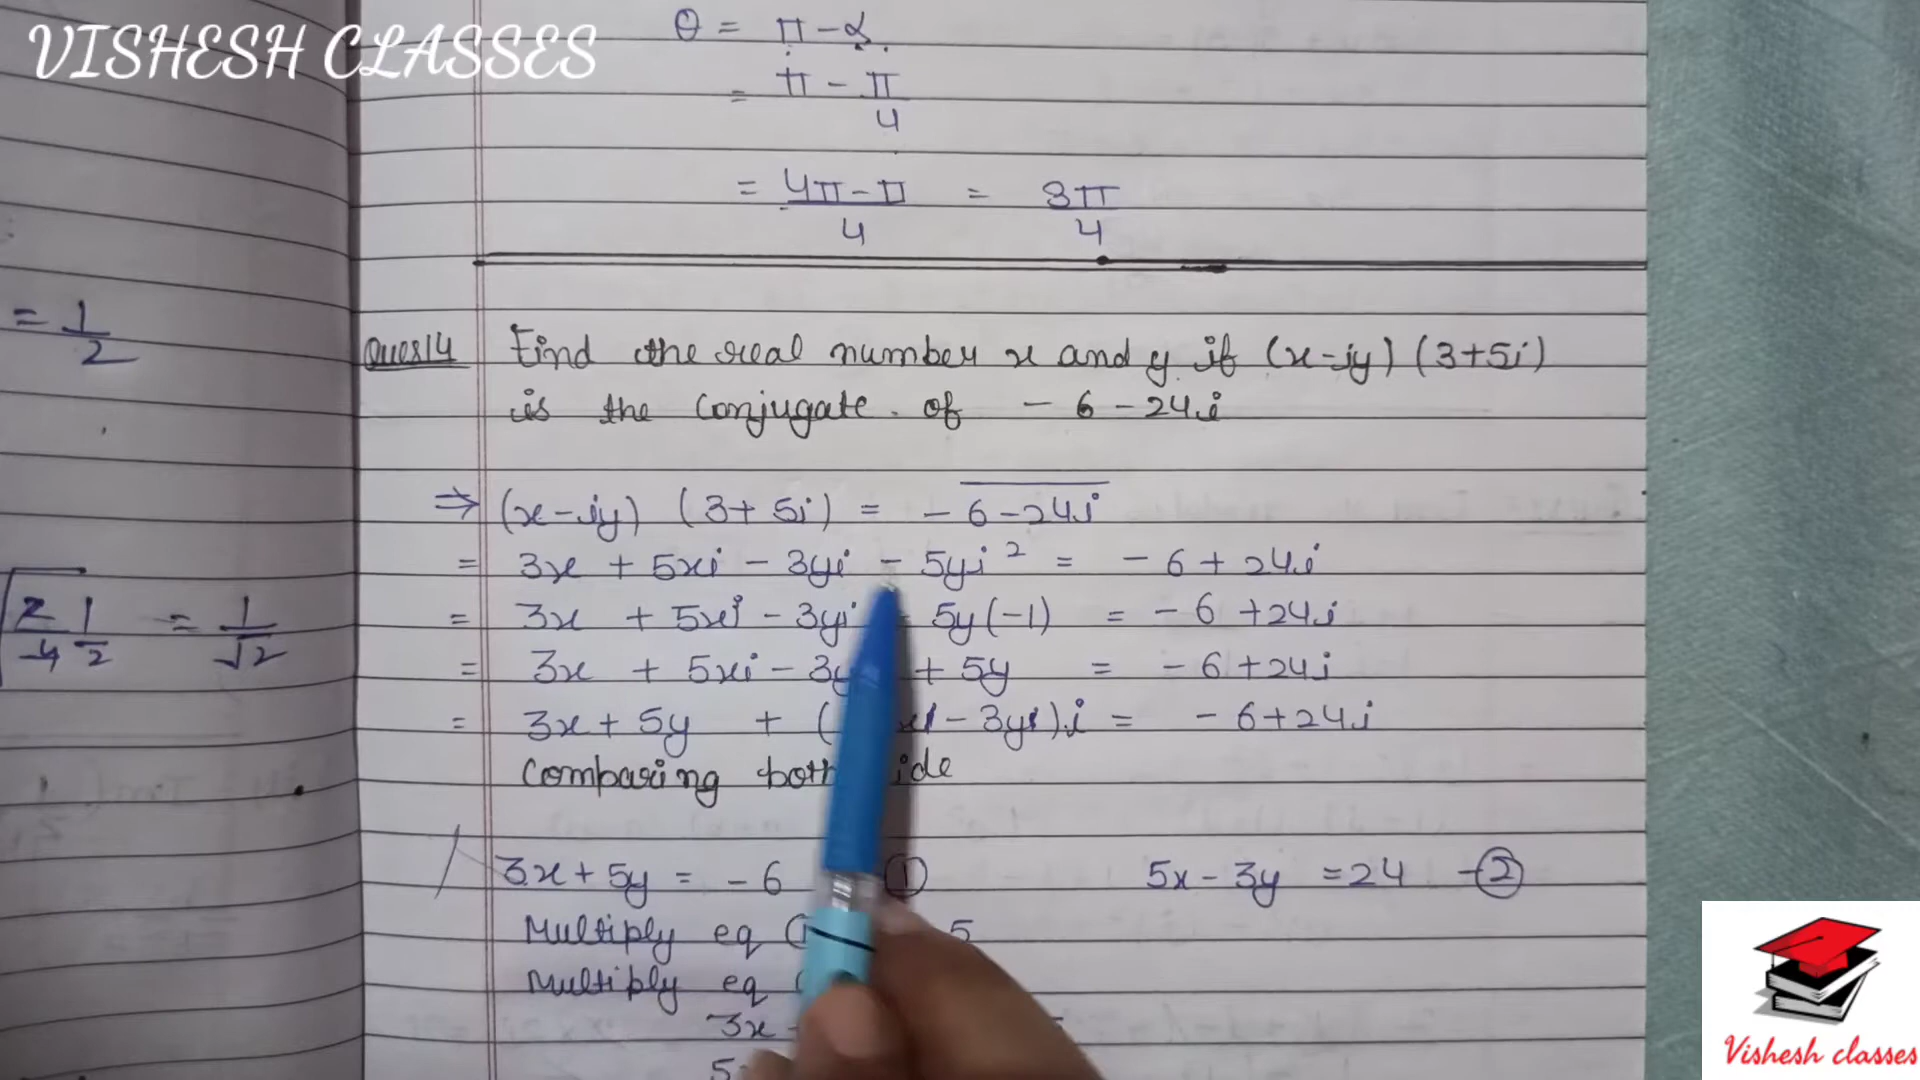 VISHESH CLASSES
θ = π - α
= π - π/4
= 4π - π/4 = 3π/4
= 1/2
= 1/√2
Ques14 Find the real number x and y if (x-iy) (3+5i)
is the conjugate of - 6 - 24i
⇒ (x-iy) (3+5i) = - 6 - 24i
= 3x + 5xi - 3yi - 5yi² = - 6 + 24i
= 3x + 5xi - 3yi - 5y(-1) = - 6 + 24i
= 3x + 5xi - 3y + 5y = - 6 + 24i
= 3x + 5y + ( - 3yi)i = - 6 + 24i
Comparing both ide
3x + 5y = - 6 ① 5x - 3y = 24 - ②
Multiply eq ( 5
Multiply eq (
3x
5
Vishesh classes